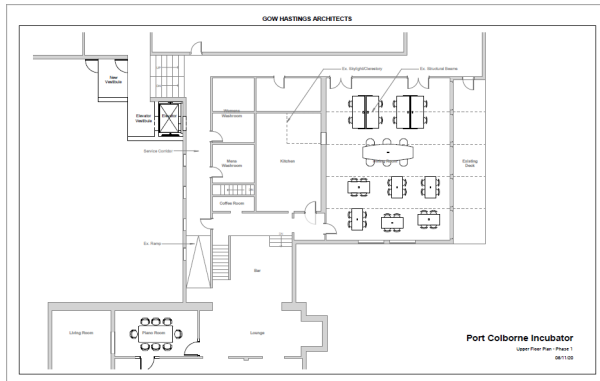 GOW HASTINGS ARCHITECTS
New
Vestibule
Ex. Skylight/Clerestory
Ex. Structural Beams
Elevator
Vestibule
Elevator
Womens
Washroom
Service Corridor
Mens
Washroom
Kitchen
Existing
Deck
Coffee Room
Ex. Ramp
Bar
Living Room
Piano Room
Lounge
Port Colborne Incubator
Upper Floor Plan - Phase 1
08/11/20